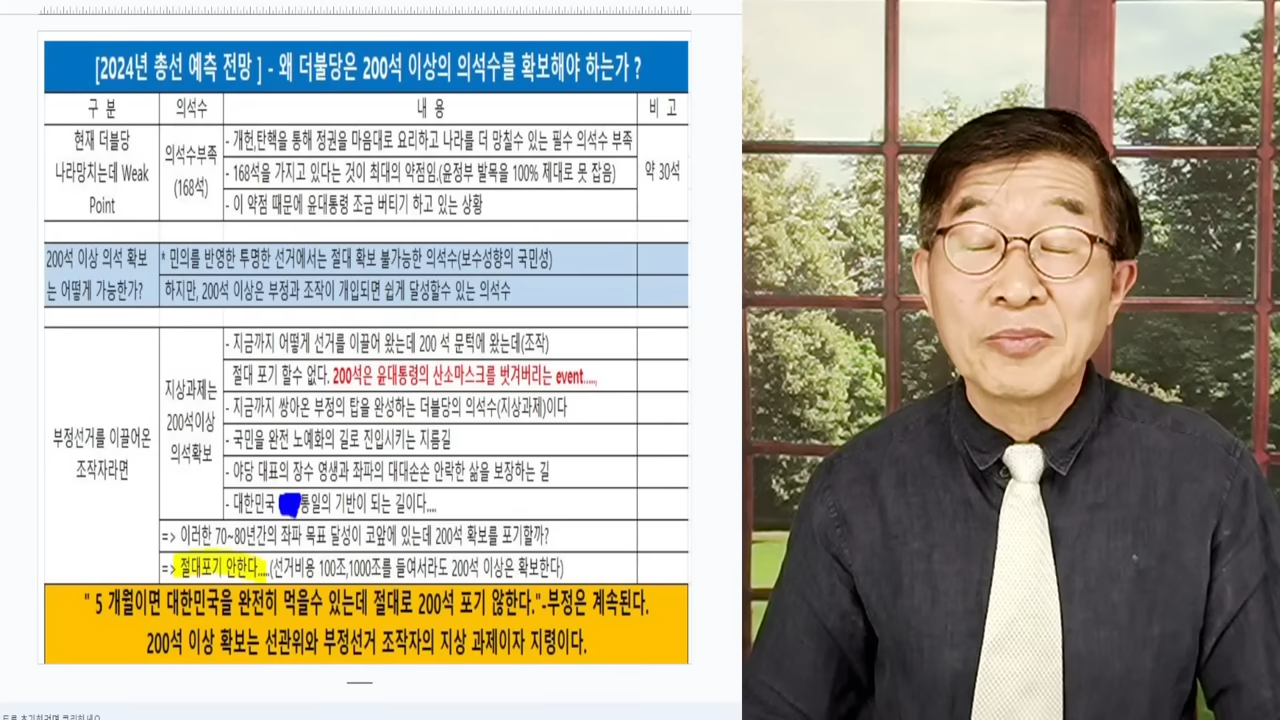 [2024년 총선 예측 전망 ] - 왜 더불당은 200석 이상의 의석수를 확보해야 하는가 ?
구 분 의석수 내 용 비 고
현재 더불당
나라망치는데 Weak
Point
의석수부족
(168석)
- 개헌,탄핵을 통해 정권을 마음대로 요리하고 나라를 더 망칠수 있는 필수 의석수 부족
- 168석을 가지고 있다는 것이 최대의 약점임.(윤정부 발목을 100% 제대로 못 잡음)
- 이 약점 때문에 윤대통령 조금 버티기 하고 있는 상황
약 30석
200석 이상 의석 확보
는 어떻게 가능한가?
* 민의를 반영한 투명한 선거에서는 절대 확보 불가능한 의석수(보수성향의 국민성)
하지만, 200석 이상은 부정과 조작이 개입되면 쉽게 달성할수 있는 의석수
부정선거를 이끌어온
조작자라면
지상과제는
200석이상
의석확보
- 지금까지 어떻게 선거를 이끌어 왔는데 200 석 문턱에 왔는데(조작)
절대 포기 할수 없다. 200석은 윤대통령의 산소마스크를 벗겨버리는 event....,
- 지금까지 쌓아온 부정의 탑을 완성하는 더불당의 의석수(지상과제)이다
- 국민을 완전 노예화의 길로 진입시키는 지름길
- 야당 대표의 장수 영생과 좌파의 대대손손 안락한 삶을 보장하는 길
- 대한민국 통일의 기반이 되는 길이다....
=> 이러한 70~80년간의 좌파 목표 달성이 코앞에 있는데 200석 확보를 포기할까?
=> 절대포기 안한다.....(선거비용 100조,1000조를 들여서라도 200석 이상은 확보한다)
" 5 개월이면 대한민국을 완전히 먹을수 있는데 절대로 200석 포기 않한다."-부정은 계속된다.
200석 이상 확보는 선관위와 부정선거 조작자의 지상 과제이자 지령이다.